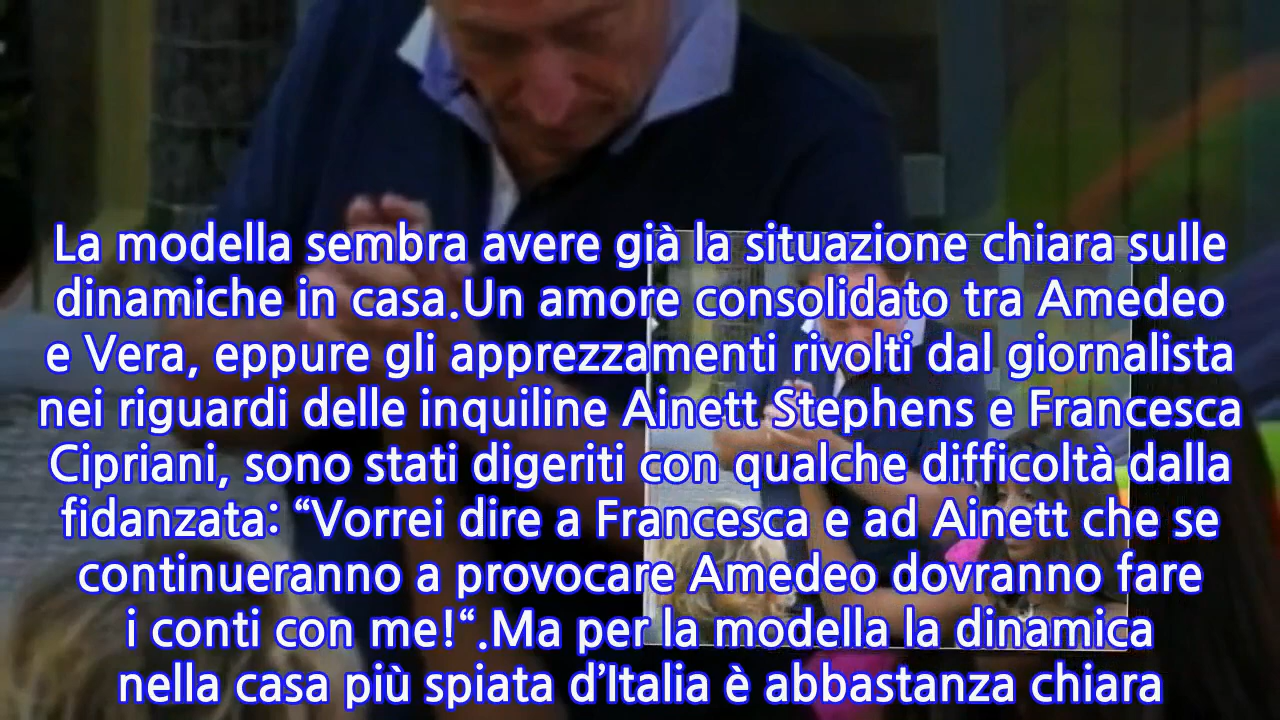 La modella sembra avere già la situazione chiara sulle
dinamiche in casa.Un amore consolidato tra Amedeo
e Vera, eppure gli apprezzamenti rivolti dal giornalista
nei riguardi delle inquiline Ainett Stephens e Francesca
Cipriani, sono stati digeriti con qualche difficoltà dalla
fidanzata: “Vorrei dire a Francesca e ad Ainett che se
continueranno a provocare Amedeo dovranno fare
i conti con me!“.Ma per la modella la dinamica
nella casa più spiata d’Italia è abbastanza chiara